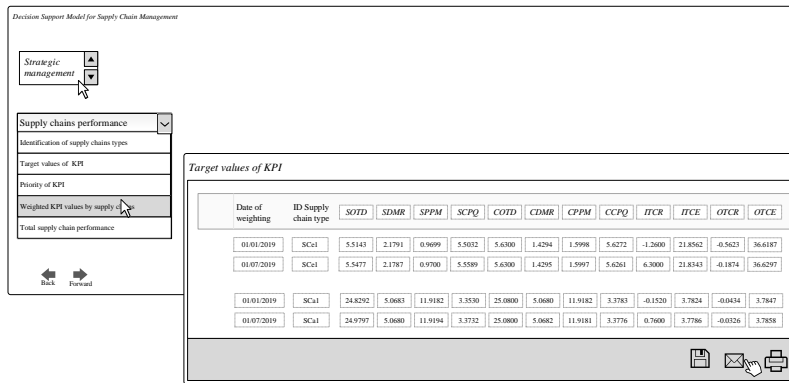 Decision Support Model for Supply Chain Management
Strategic
management
Supply chains performance
Identification of supply chains types
Target values of KPI
Priority of KPI
Weighted KPI values by supply chains
Total supply chain performance
Back Forward
Target values of KPI
Date of weighting ID Supply chain type SOTD SDMR SPPM SCPQ COTD CDMR CPPM CCPQ ITCR ITCE OTCR OTCE
01/01/2019 SCe1 5.5143 2.1791 0.9699 5.5032 5.6300 1.4294 1.5998 5.6272 -1.2600 21.8562 -0.5623 36.6187
01/07/2019 SCe1 5.5477 2.1787 0.9700 5.5589 5.6300 1.4295 1.5997 5.6261 6.3000 21.8343 -0.1874 36.6297
01/01/2019 SCa1 24.8292 5.0683 11.9182 3.3530 25.0800 5.0680 11.9182 3.3783 -0.1520 3.7824 -0.0434 3.7847
01/07/2019 SCa1 24.9797 5.0680 11.9194 3.3732 25.0800 5.0682 11.9181 3.3776 0.7600 3.7786 -0.0326 3.7858